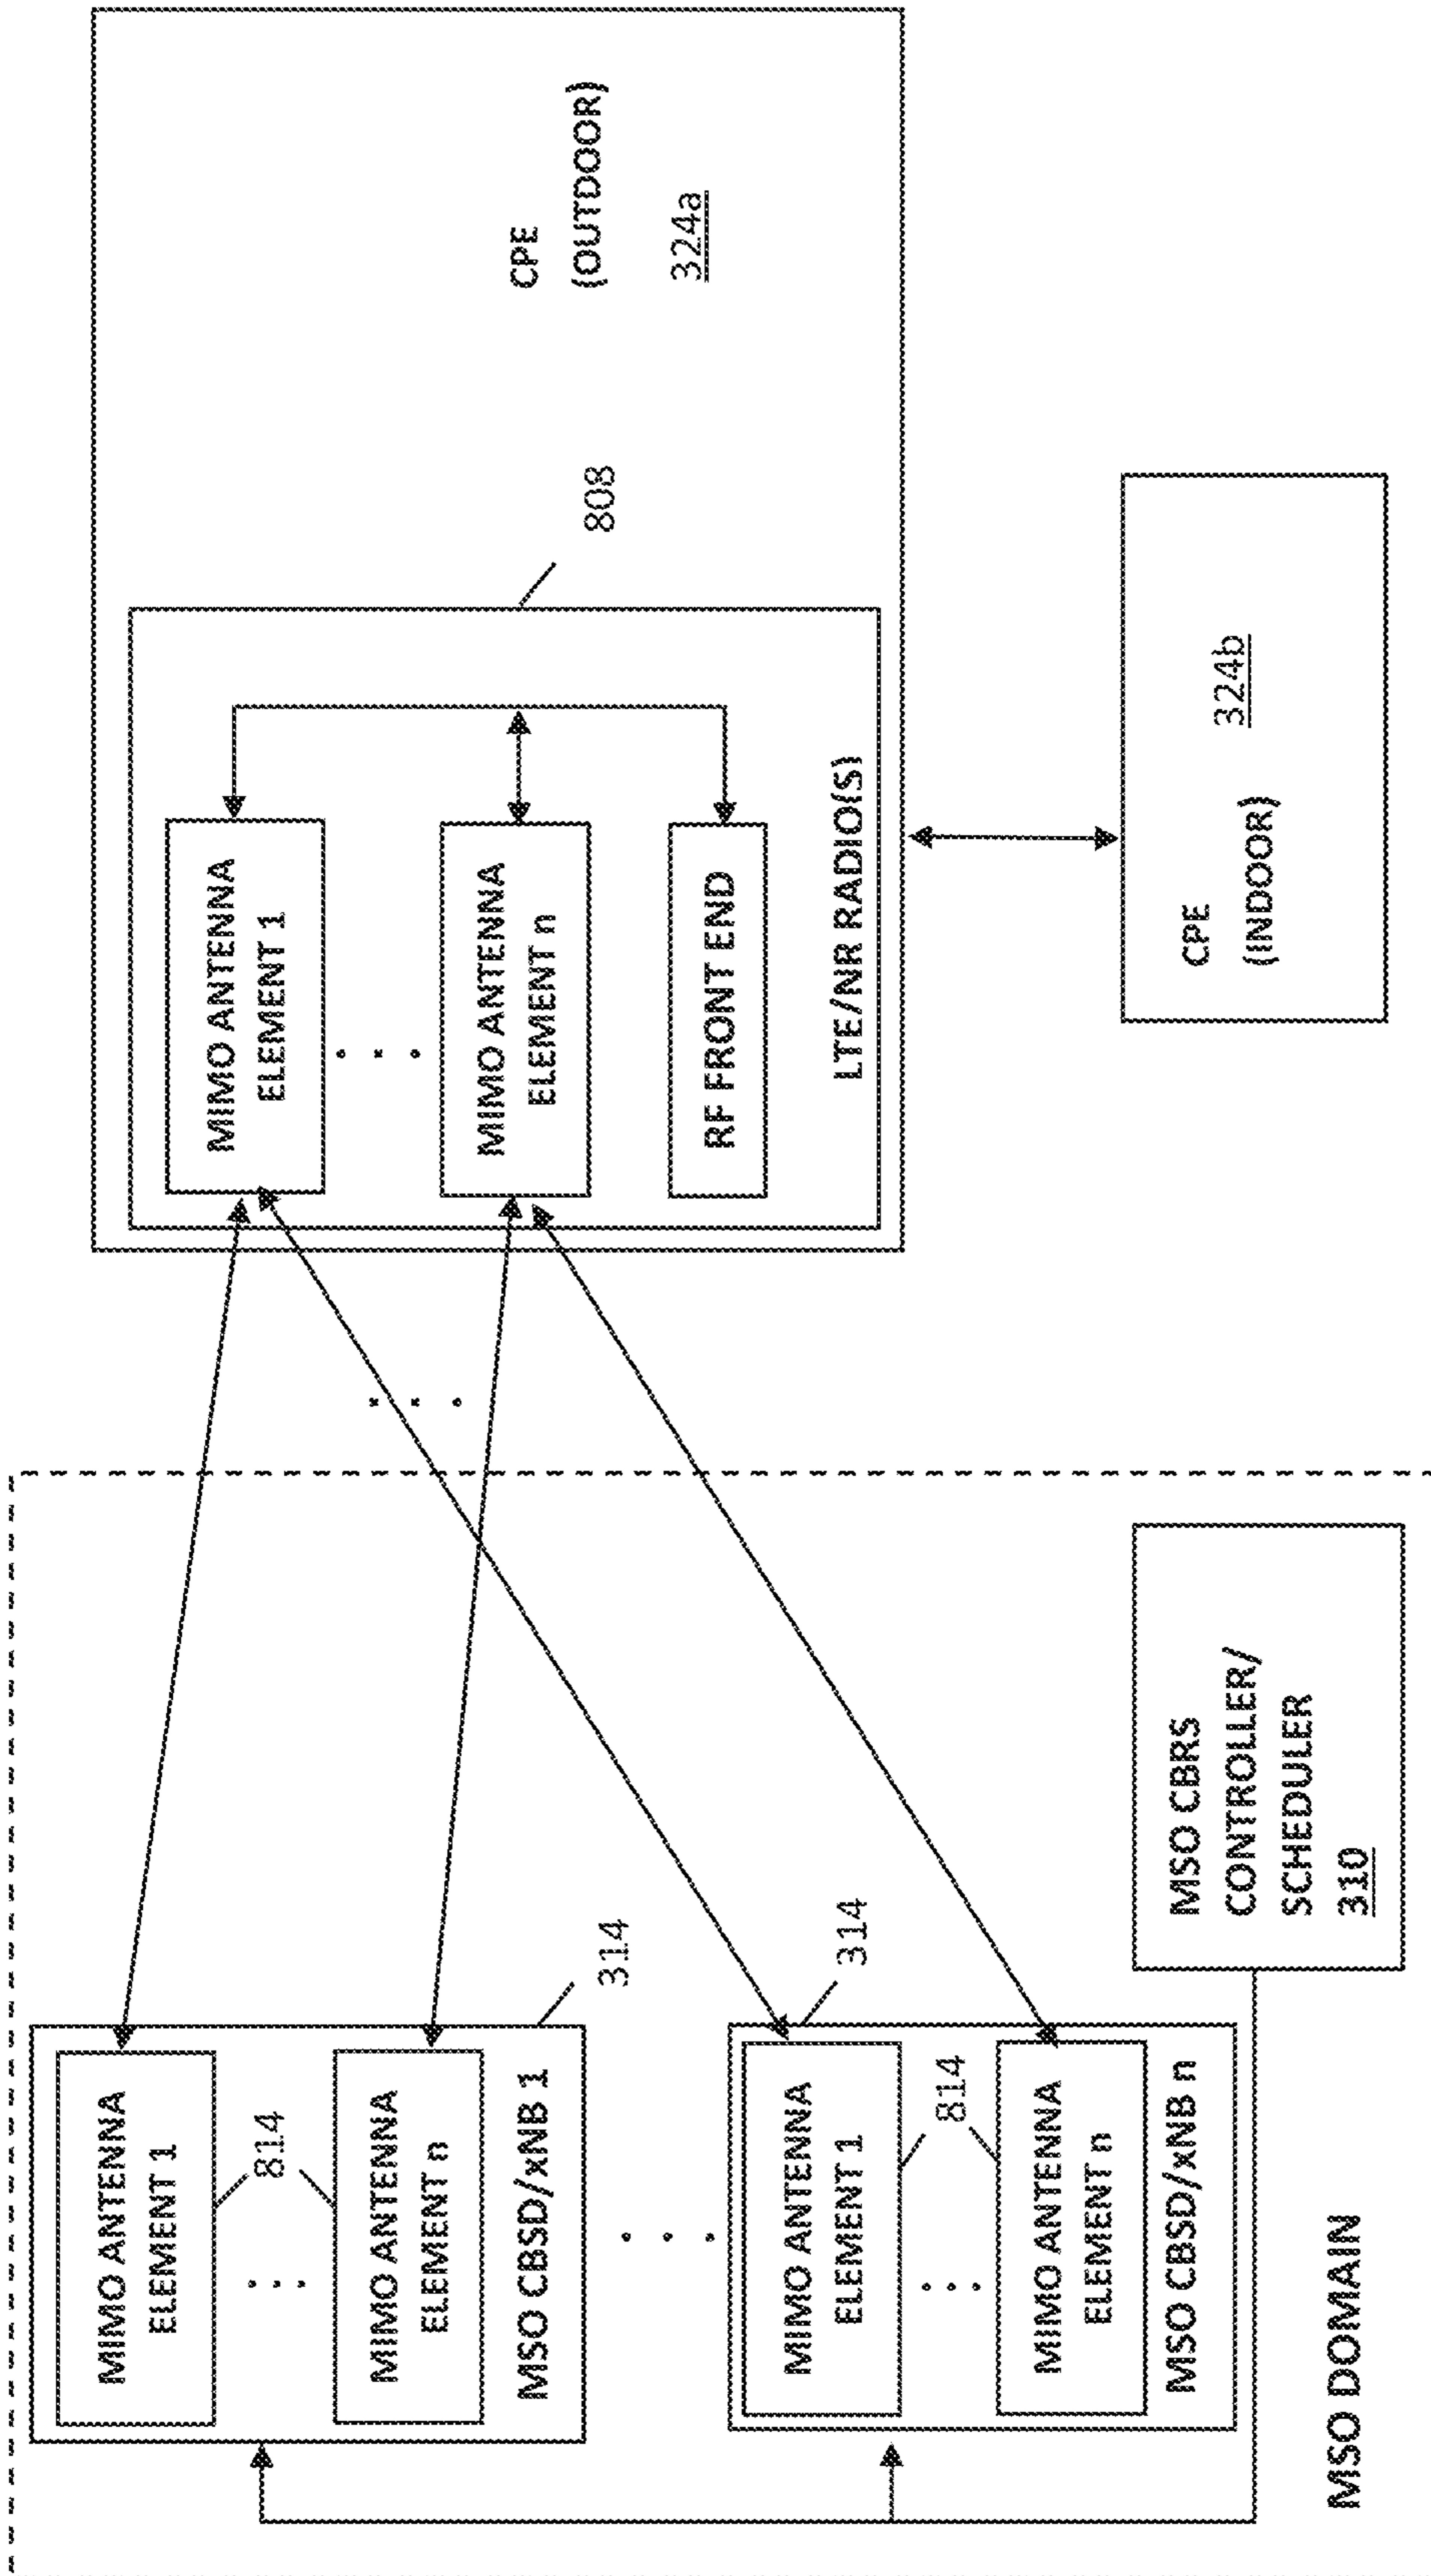 MIMO ANTENNA
ELEMENT 1
814
MIMO ANTENNA
ELEMENT n
MSO CBSD/xNB 1
314
MIMO ANTENNA
ELEMENT 1
814
MIMO ANTENNA
ELEMENT n
MSO CBSD/xNB n
314
MSO CBRS
CONTROLLER/
SCHEDULER
310
MSO DOMAIN
MIMO ANTENNA
ELEMENT 1
MIMO ANTENNA
ELEMENT n
RF FRONT END
LTE/NR RADIO(S)
808
CPE
(OUTDOOR)
324a
CPE
(INDOOR)
324b